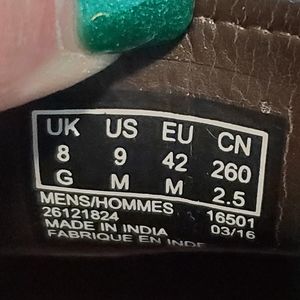 UK US EU CN
8 9 42 260
G M M 2.5
MENS/HOMMES 16501
26121824 03/16
MADE IN INDIA
FABRIQUE EN INDE